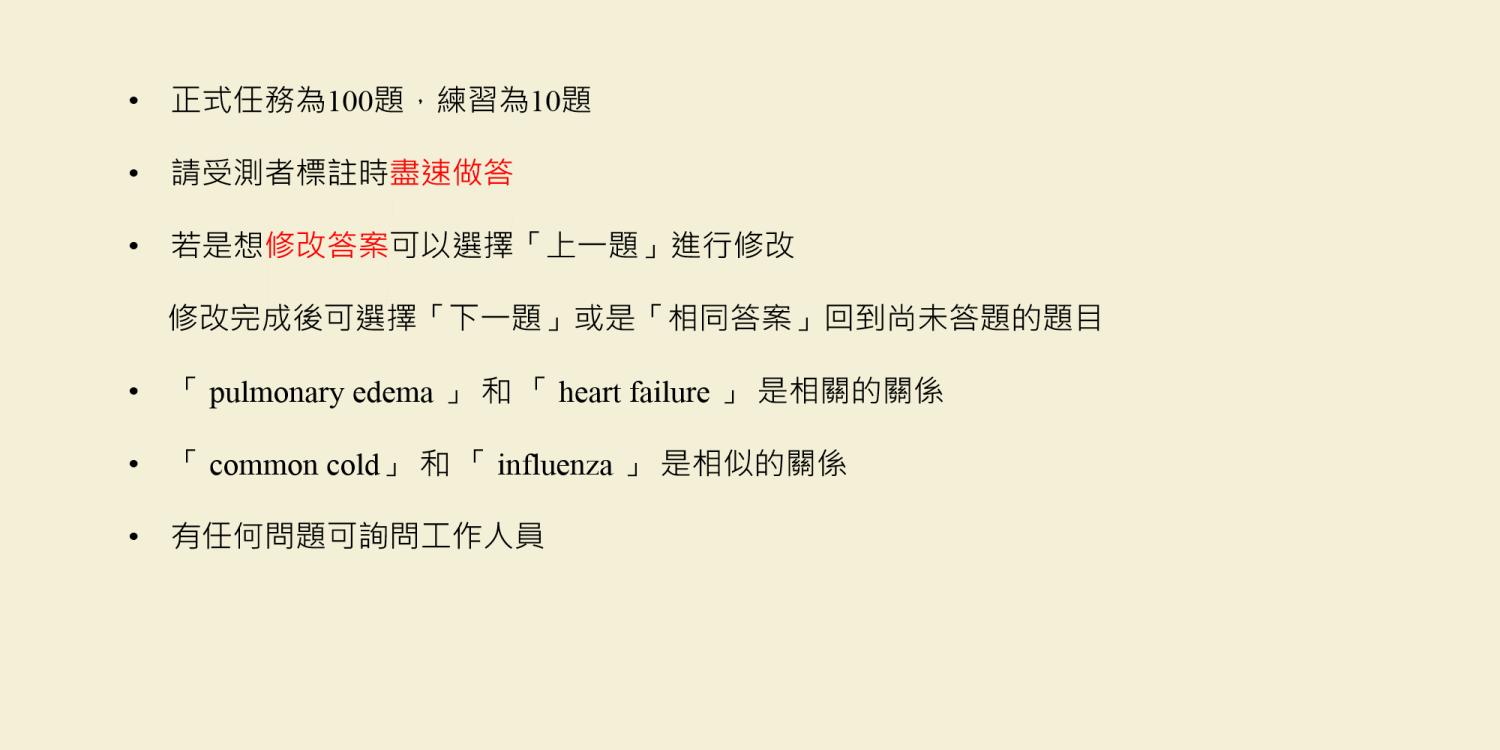 • 正式任務為100題，練習為10題
• 請受測者標註時盡速做答
• 若是想修改答案可以選擇「上一題」進行修改
修改完成後可選擇「下一題」或是「相同答案」回到尚未答題的題目
• 「 pulmonary edema 」 和 「 heart failure 」 是相關的關係
• 「 common cold」 和 「 influenza 」 是相似的關係
• 有任何問題可詢問工作人員